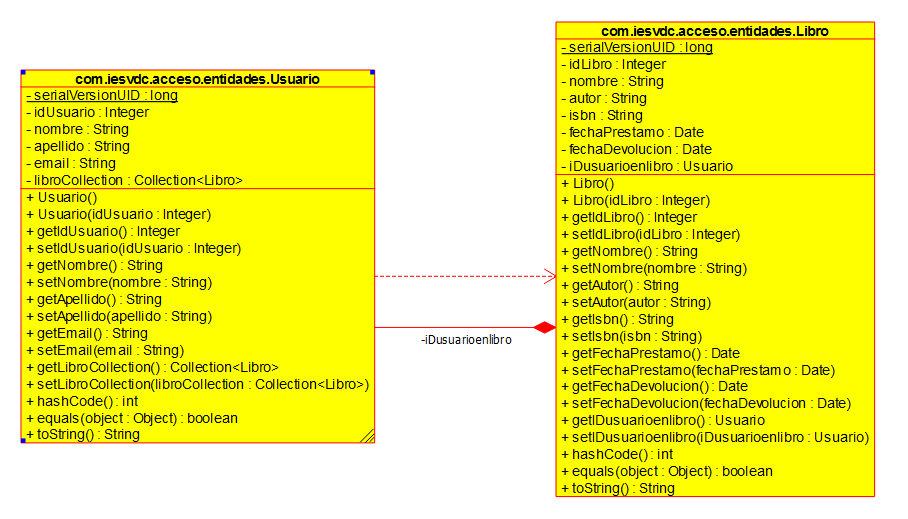 com.iesvdc.acceso.entidades.Usuario
- serialVersionUID : long
- idUsuario : Integer
- nombre : String
- apellido : String
- email : String
- libroCollection : Collection<Libro>
+ Usuario()
+ Usuario(idUsuario : Integer)
+ getIdUsuario() : Integer
+ setIdUsuario(idUsuario : Integer)
+ getNombre() : String
+ setNombre(nombre : String)
+ getApellido() : String
+ setApellido(apellido : String)
+ getEmail() : String
+ setEmail(email : String)
+ getLibroCollection() : Collection<Libro>
+ setLibroCollection(libroCollection : Collection<Libro>)
+ hashCode() : int
+ equals(object : Object) : boolean
+ toString() : String
-iDusuarioenlibro
com.iesvdc.acceso.entidades.Libro
- serialVersionUID : long
- idLibro : Integer
- nombre : String
- autor : String
- isbn : String
- fechaPrestamo : Date
- fechaDevolucion : Date
- iDusuarioenlibro : Usuario
+ Libro()
+ Libro(idLibro : Integer)
+ getIdLibro() : Integer
+ setIdLibro(idLibro : Integer)
+ getNombre() : String
+ setNombre(nombre : String)
+ getAutor() : String
+ setAutor(autor : String)
+ getIsbn() : String
+ setIsbn(isbn : String)
+ getFechaPrestamo() : Date
+ setFechaPrestamo(fechaPrestamo : Date)
+ getFechaDevolucion() : Date
+ setFechaDevolucion(fechaDevolucion : Date)
+ getIDusuarioenlibro() : Usuario
+ setIDusuarioenlibro(iDusuarioenlibro : Usuario)
+ hashCode() : int
+ equals(object : Object) : boolean
+ toString() : String